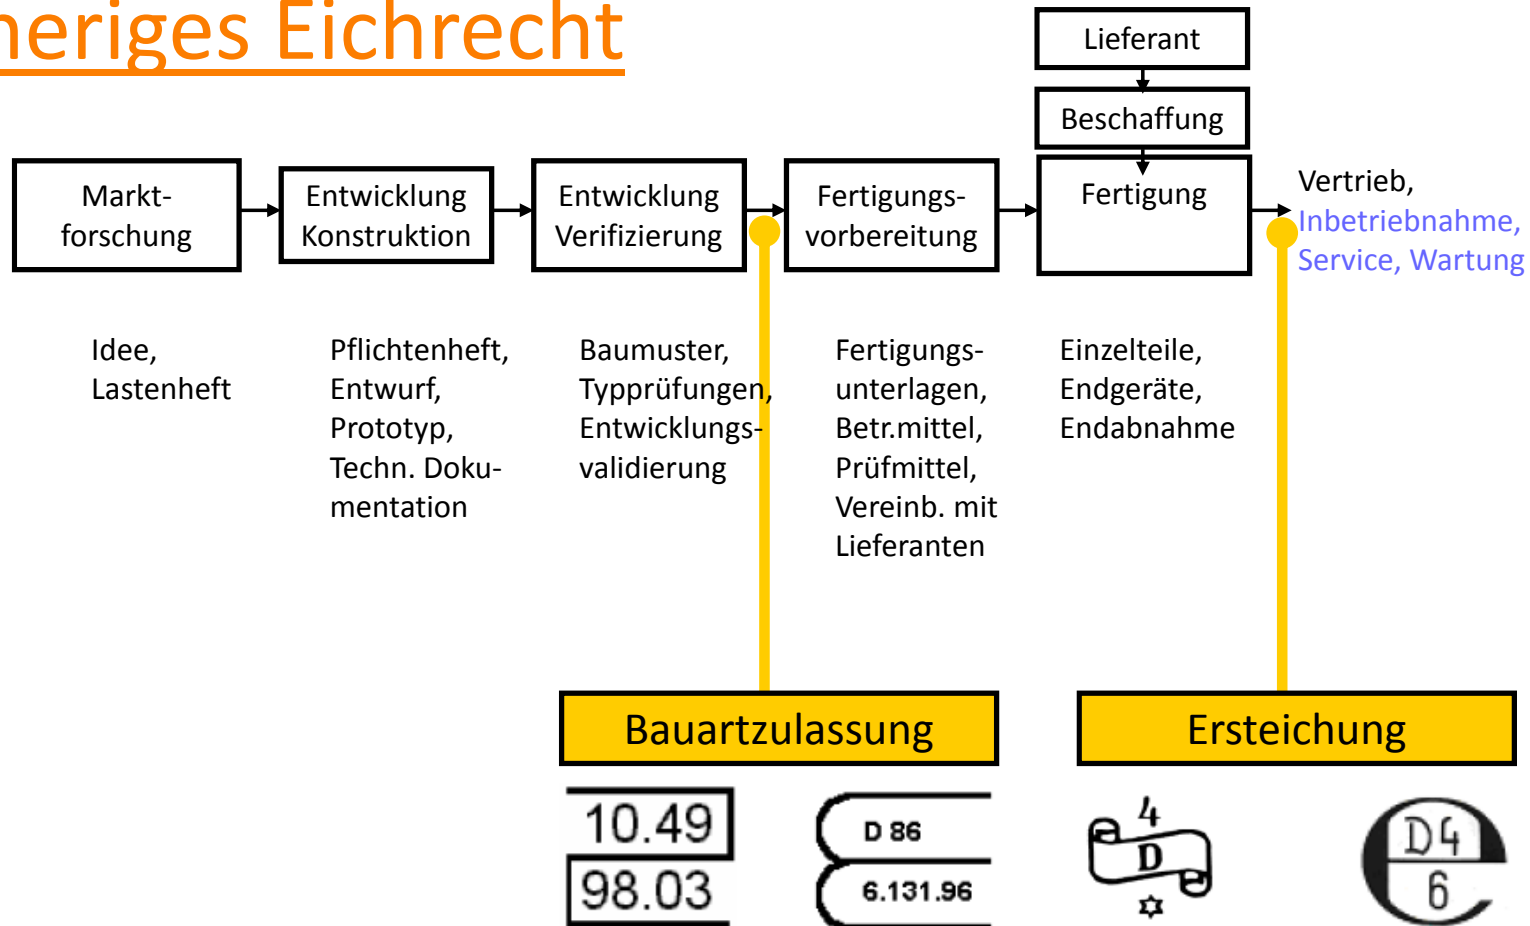 heriges Eichrecht
Lieferant
Beschaffung
Markt-
forschung
Entwicklung
Konstruktion
Entwicklung
Verifizierung
Fertigungs-
vorbereitung
Fertigung
Vertrieb,
Inbetriebnahme,
Service, Wartung
Idee,
Lastenheft
Pflichtenheft,
Entwurf,
Prototyp,
Techn. Doku-
mentation
Baumuster,
Typprüfungen,
Entwicklungs-
validierung
Fertigungs-
unterlagen,
Betr.mittel,
Prüfmittel,
Vereinb. mit
Lieferanten
Einzelteile,
Endgeräte,
Endabnahme
Bauartzulassung
Ersteichung
10.49
98.03
D 86
6.131.96
4
D
D4
6